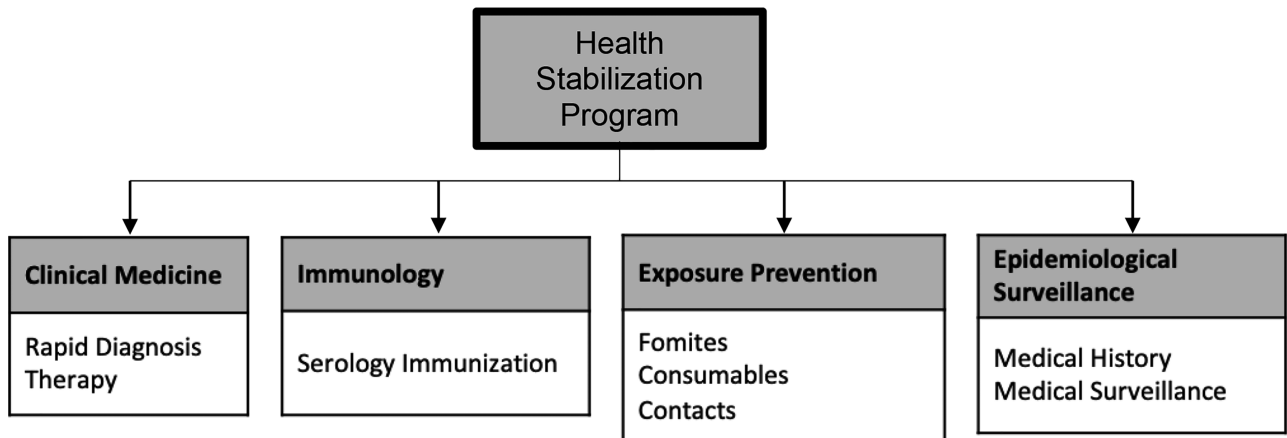 Health
Stabilization
Program
Clinical Medicine
Rapid Diagnosis
Therapy
Immunology
Serology Immunization
Exposure Prevention
Fomites
Consumables
Contacts
Epidemiological
Surveillance
Medical History
Medical Surveillance